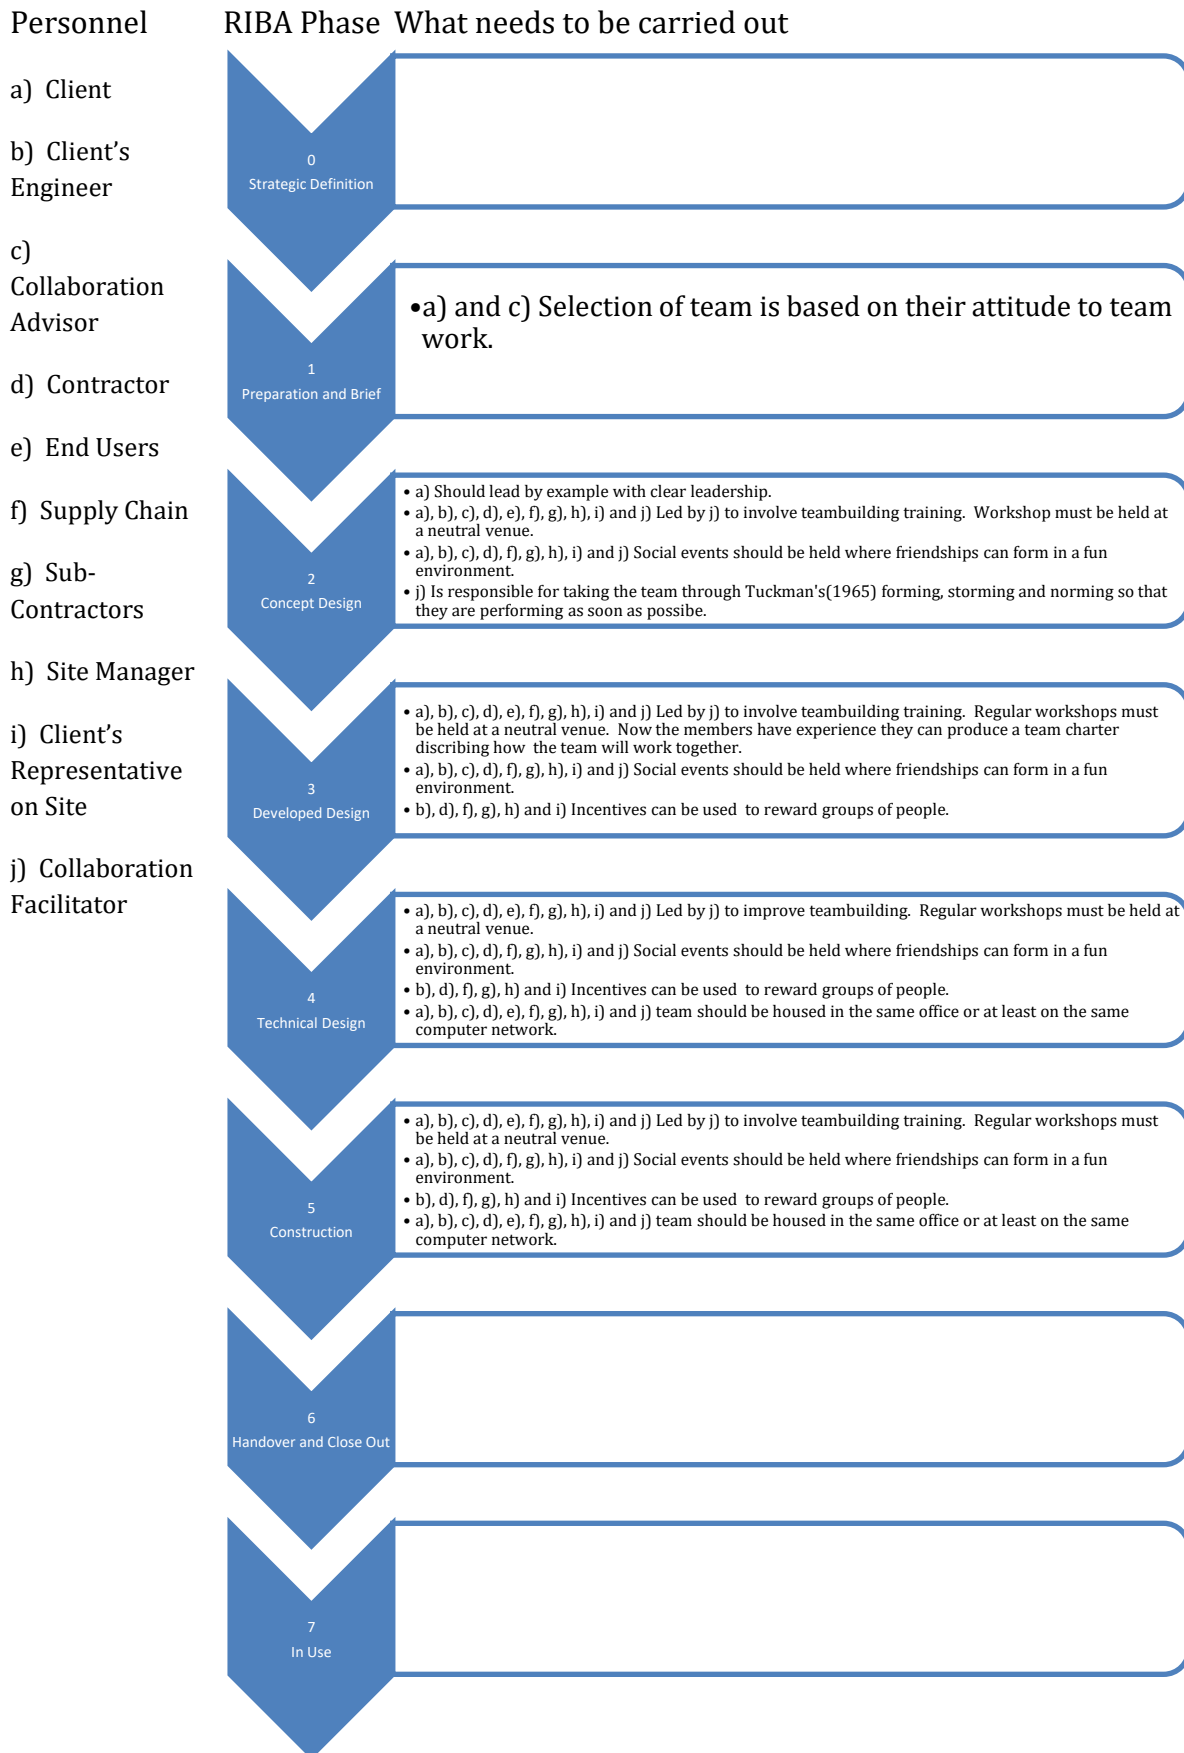 Personnel RIBA Phase What needs to be carried out
a) Client
b) Client’s
Engineer
c)
Collaboration
Advisor
d) Contractor
e) End Users
f) Supply Chain
g) Sub-
Contractors
h) Site Manager
i) Client’s
Representative
on Site
j) Collaboration
Facilitator
0
Strategic Definition
1
Preparation and Brief
•a) and c) Selection of team is based on their attitude to team
work.
2
Concept Design
• a) Should lead by example with clear leadership.
• a), b), c), d), e), f), g), h), i) and j) Led by j) to involve teambuilding training. Workshop must be held at
a neutral venue.
• a), b), c), d), f), g), h), i) and j) Social events should be held where friendships can form in a fun
environment.
• j) Is responsible for taking the team through Tuckman's(1965) forming, storming and norming so that
they are performing as soon as possibe.
3
Developed Design
• a), b), c), d), e), f), g), h), i) and j) Led by j) to involve teambuilding training. Regular workshops must
be held at a neutral venue. Now the members have experience they can produce a team charter
discribing how the team will work together.
• a), b), c), d), f), g), h), i) and j) Social events should be held where friendships can form in a fun
environment.
• b), d), f), g), h) and i) Incentives can be used to reward groups of people.
4
Technical Design
• a), b), c), d), e), f), g), h), i) and j) Led by j) to improve teambuilding. Regular workshops must be held at
a neutral venue.
• a), b), c), d), f), g), h), i) and j) Social events should be held where friendships can form in a fun
environment.
• b), d), f), g), h) and i) Incentives can be used to reward groups of people.
• a), b), c), d), e), f), g), h), i) and j) team should be housed in the same office or at least on the same
computer network.
5
Construction
• a), b), c), d), e), f), g), h), i) and j) Led by j) to involve teambuilding training. Regular workshops must
be held at a neutral venue.
• a), b), c), d), f), g), h), i) and j) Social events should be held where friendships can form in a fun
environment.
• b), d), f), g), h) and i) Incentives can be used to reward groups of people.
• a), b), c), d), e), f), g), h), i) and j) team should be housed in the same office or at least on the same
computer network.
6
Handover and Close Out
7
In Use